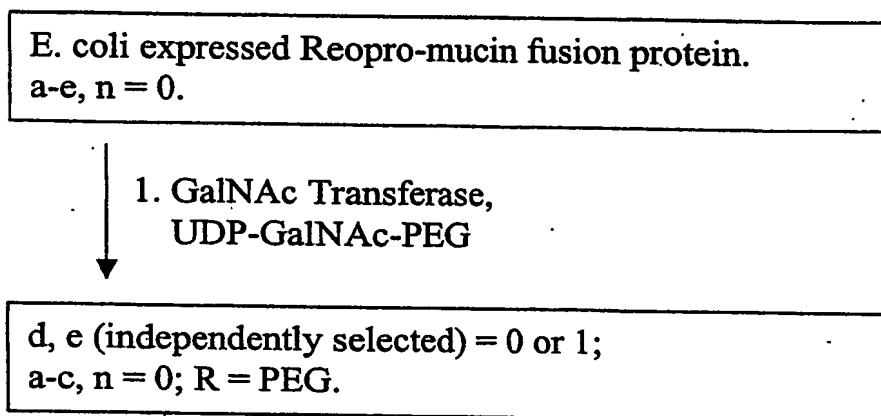 E. coli expressed Reopro-mucin fusion protein.
a-e, n = 0.
1. GalNAc Transferase,
UDP-GalNAc-PEG
d, e (independently selected) = 0 or 1;
a-c, n = 0; R = PEG.